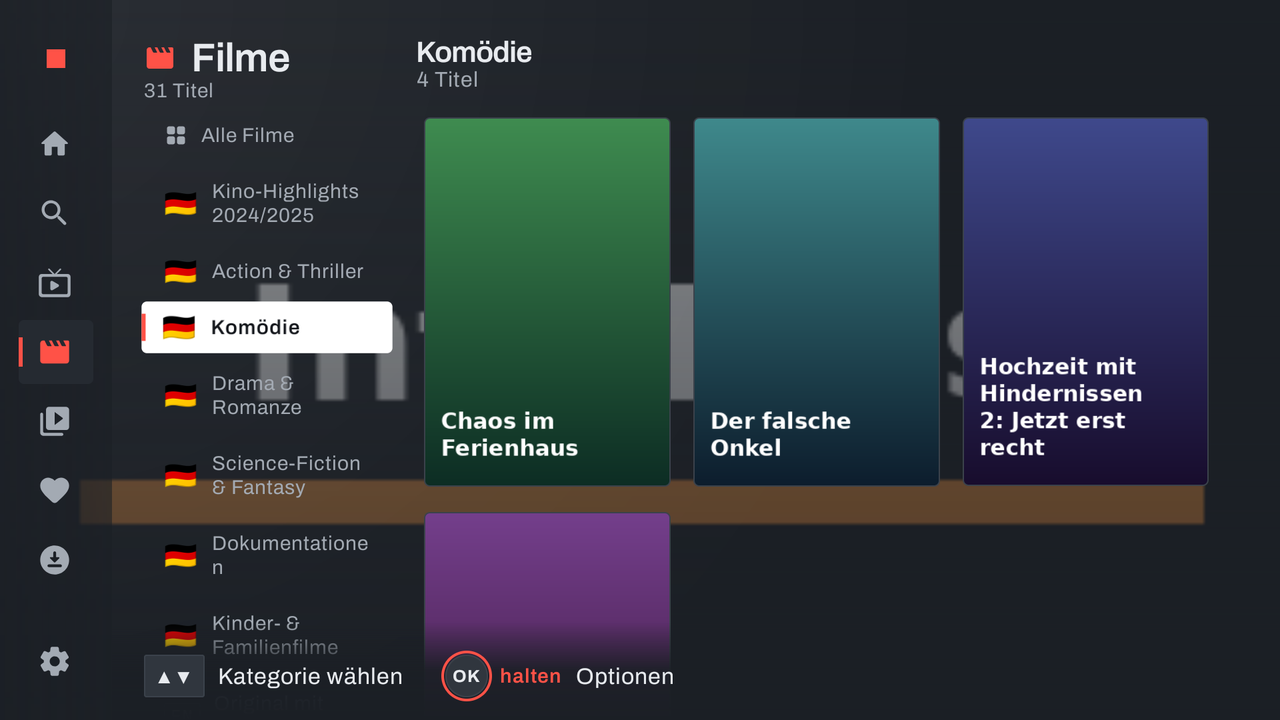 Filme
31 Titel
Komödie
4 Titel
Alle Filme
Kino-Highlights
2024/2025
Action & Thriller
Komödie
Drama &
Romanze
Science-Fiction
& Fantasy
Dokumentatione
n
Kinder- &
Familienfilme
Original mit
Chaos im
Ferienhaus
Der falsche
Onkel
Hochzeit mit
Hindernissen
2: Jetzt erst
recht
▲▼ Kategorie wählen
OK halten Optionen